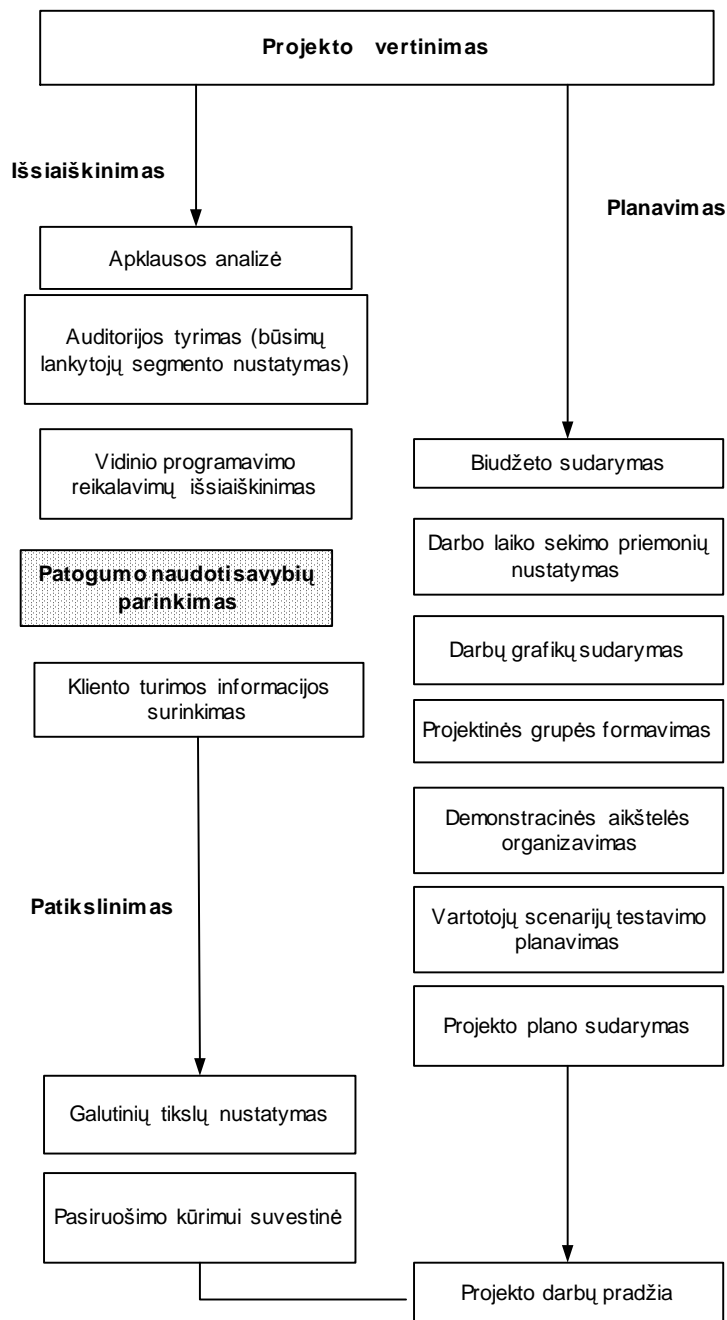 Projekto vertinimas
Išsiaiškinimas
Apklausos analizė
Auditorijos tyrimas (būsimų
lankytojų segmento nustatymas)
Vidinio programavimo
reikalavimų išsiaiškinimas
Patogumo naudoti savybių
parinkimas
Kliento turimos informacijos
surinkimas
Patikslinimas
Galutinių tikslų nustatymas
Pasiruošimo kūrimui suvestinė
Planavimas
Biudžeto sudarymas
Darbo laiko sekimo priemonių
nustatymas
Darbų grafikų sudarymas
Projektinės grupės formavimas
Demonstracinės aikštelės
organizavimas
Vartotojų scenarijų testavimo
planavimas
Projekto plano sudarymas
Projekto darbų pradžia